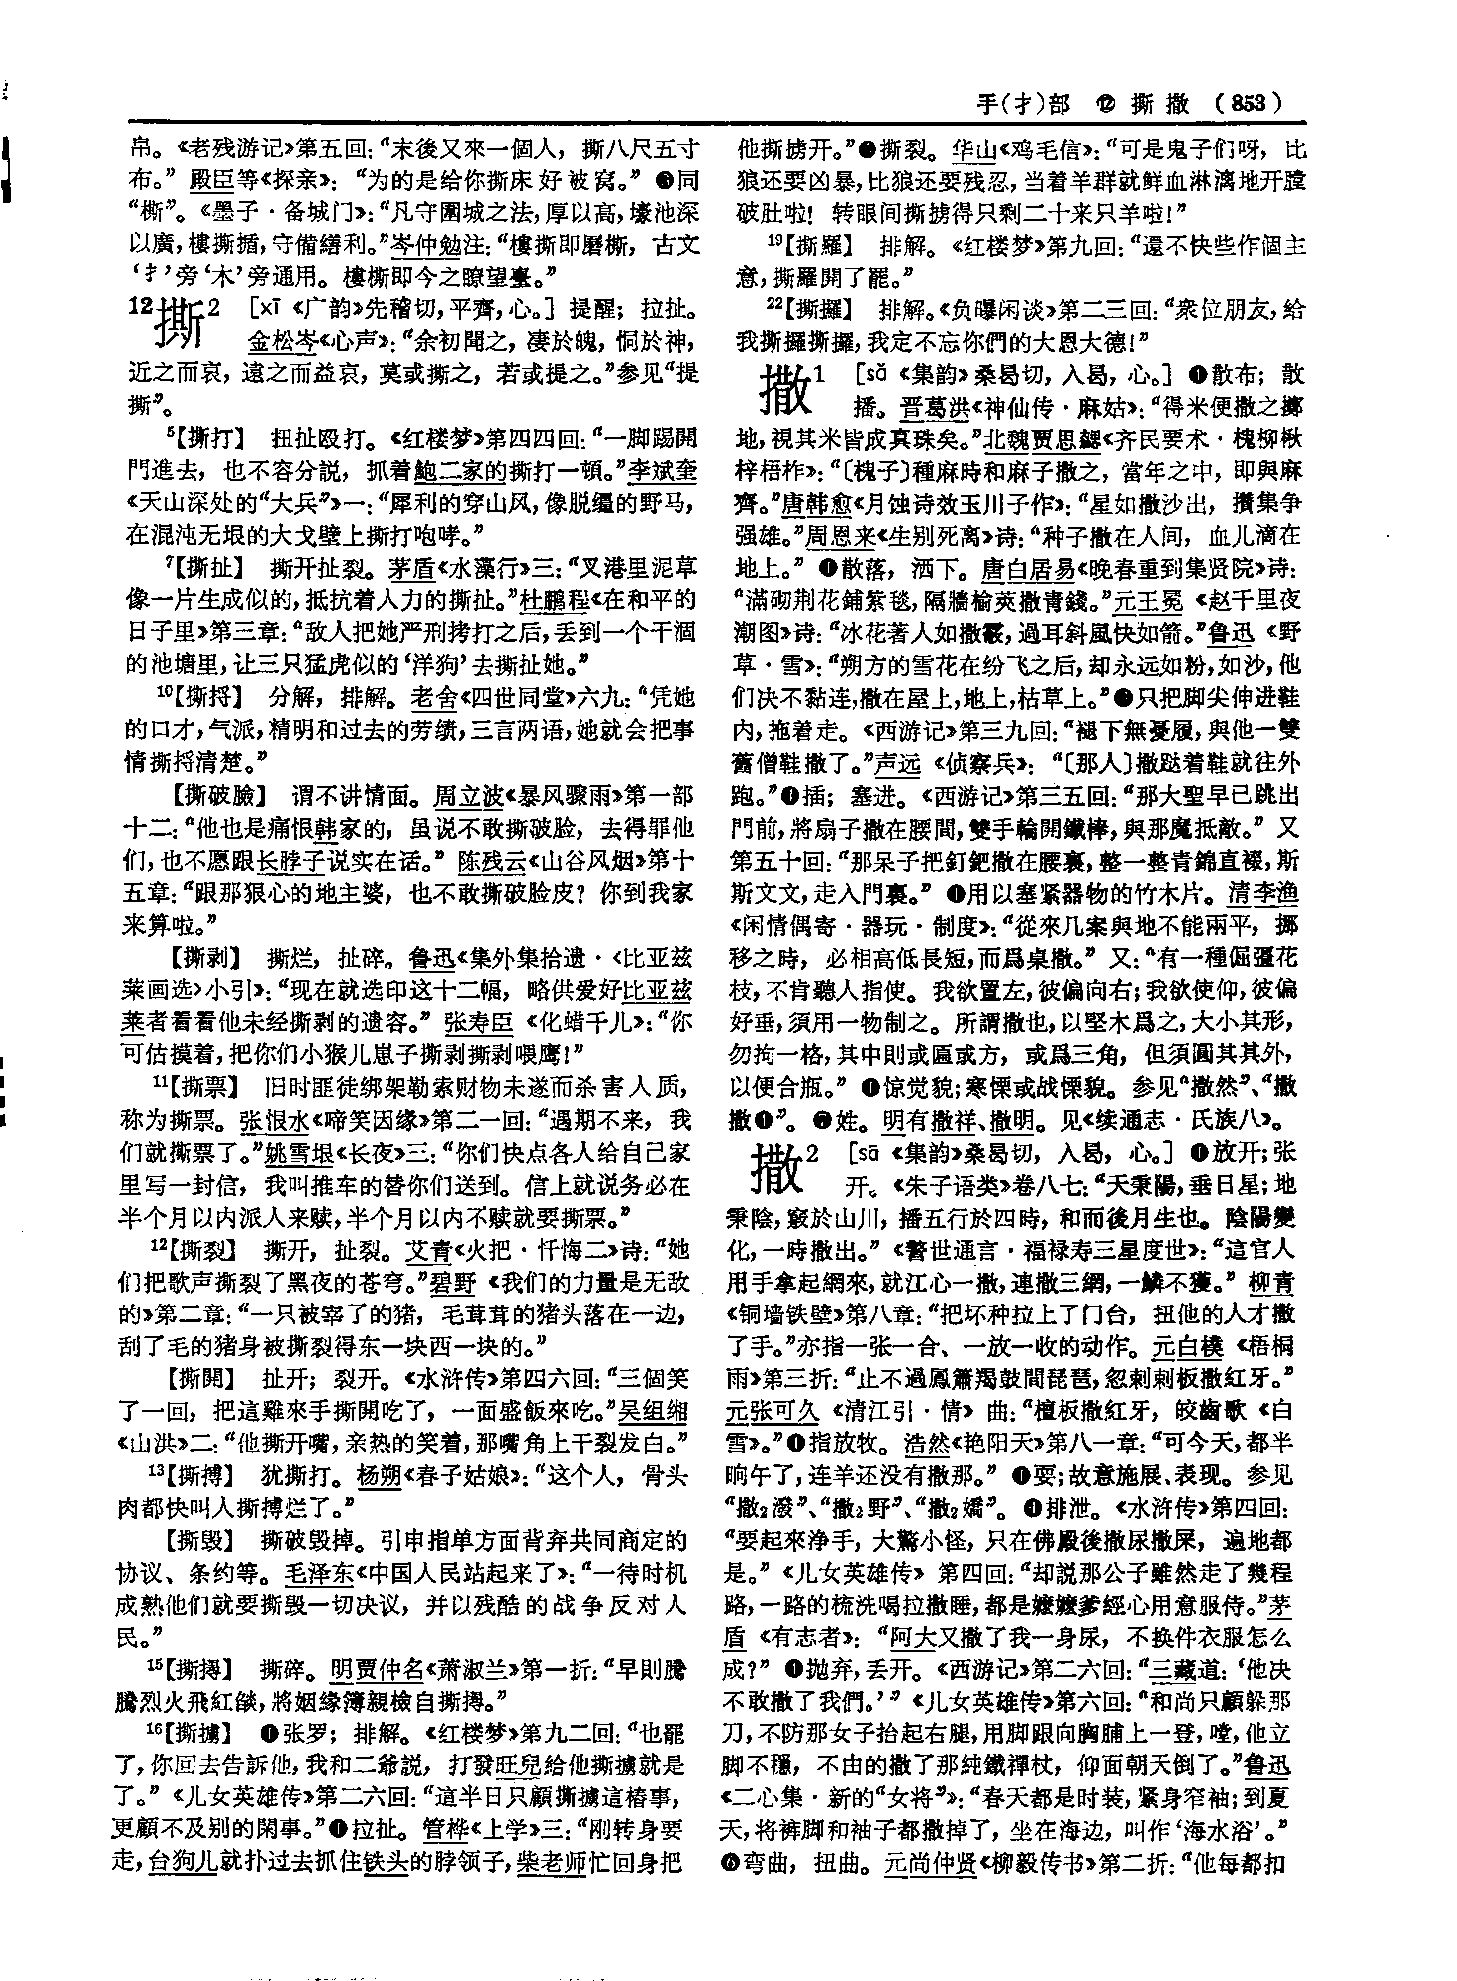 手(扌)部　⑫ 撕 撒 (853)
帛。《老残游记》第五回：“末後又來一個人，撕八尺五寸
布。”殿臣等《探亲》：“为的是给你撕床好被窝。”❸同
“榹”。《墨子·备城门》：“凡守圍城之法，厚以高，壕池深
以廣，樓撕揗，守備繕利。”岑仲勉注：“樓撕即磨榹，古文
‘扌’旁‘木’旁通用。樓榹即今之瞭望臺。”
12撕2　[xī《广韵》先稽切，平齊，心。]提醒；拉扯。
金松岑《心声》：“余初聞之，凄於魄，恫於神，
近之而哀，遠之而益哀，莫或撕之，若或提之。”参见“提
撕”。
5【撕打】　扭扯殴打。《红楼梦》第四四回：“一脚踢開
門進去，也不容分説，抓着鮑二家的撕打一頓。”李斌奎
《天山深处的“大兵”》一：“犀利的穿山风，像脱缰的野马，
在混沌无垠的大戈壁上撕打咆哮。”
7【撕扯】　撕开扯裂。茅盾《水藻行》三：“叉港里泥草
像一片生成似的，抵抗着人力的撕扯。”杜鹏程《在和平的
日子里》第三章：“敌人把她严刑拷打之后，丢到一个干涸
的池塘里，让三只猛虎似的‘洋狗’去撕扯她。”
10【撕捋】　分解，排解。老舍《四世同堂》六九：“凭她
的口才，气派，精明和过去的劳绩，三言两语，她就会把事
情撕捋清楚。”
【撕破臉】　谓不讲情面。周立波《暴风骤雨》第一部
十二：“他也是痛恨韩家的，虽说不敢撕破脸，去得罪他
们，也不愿跟长脖子说实在话。”陈残云《山谷风烟》第十
五章：“跟那狠心的地主婆，也不敢撕破脸皮？你到我家
来算啦。”
【撕剥】　撕烂，扯碎。鲁迅《集外集拾遗·〈比亚兹
莱画选〉小引》：“现在就选印这十二幅，略供爱好比亚兹
莱者看看他未经撕剥的遗容。”张寿臣《化蜡千儿》：“你
可估摸着，把你们小猴儿崽子撕剥撕剥喂鹰！”
11【撕票】　旧时匪徒绑架勒索财物未遂而杀害人质，
称为撕票。张恨水《啼笑因缘》第二一回：“過期不来，我
们就撕票了。”姚雪垠《长夜》三：“你们快点各人给自己家
里写一封信，我叫推车的替你们送到。信上就说务必在
半个月以内派人来赎，半个月以内不赎就要撕票。”
12【撕裂】　撕开，扯裂。艾青《火把·忏悔二》诗：“她
们把歌声撕裂了黑夜的苍穹。”碧野《我们的力量是无敌
的》第二章：“一只被宰了的猪，毛茸茸的猪头落在一边，
刮了毛的猪身被撕裂得东一块西一块的。”
【撕開】　扯开；裂开。《水浒传》第四六回：“三個笑
了一回，把這雞來手撕開吃了，一面盛飯來吃。”吴组缃
《山洪》二：“他撕开嘴，亲热的笑着，那嘴角上干裂发白。”
13【撕搏】　犹撕打。杨朔《春子姑娘》：“这个人，骨头
肉都快叫人撕搏烂了。”
【撕毁】　撕破毁掉。引申指单方面背弃共同商定的
协议、条约等。毛泽东《中国人民站起来了》：“一待时机
成熟他们就要撕毁一切决议，并以残酷的战争反对人
民。”
15【撕撏】　撕碎。明贾仲名《萧淑兰》第一折：“早則騰
騰烈火飛紅燄，將姻緣簿親檢自撕撏。”
16【撕擄】　❶张罗；排解。《红楼梦》第九二回：“也罷
了，你回去告訴他，我和二爺説，打發旺兒給他撕擄就是
了。”《儿女英雄传》第二六回：“這半日只顧撕擄這樁事，
更顧不及别的閑事。”❷拉扯。管桦《上学》三：“刚转身要
走，台狗儿就扑过去抓住铁头的脖领子，柴老师忙回身把
他撕掳开。”❸撕裂。华山《鸡毛信》：“可是鬼子们呀，比
狼还要凶暴，比狼还要残忍，当着羊群就鲜血淋漓地开膛
破肚啦！转眼间撕掳得只剩二十来只羊啦！”
19【撕羅】　排解。《红楼梦》第九回：“還不快些作個主
意，撕羅開了罷。”
22【撕攞】　排解。《负曝闲谈》第二三回：“衆位朋友，给
我撕攞撕攞，我定不忘你們的大恩大德！”
撒1　[sǎ《集韵》桑曷切，入曷，心。]❶散布；散
播。晋葛洪《神仙传·麻姑》：“得米便撒之擲
地，視其米皆成真珠矣。”北魏贾思勰《齐民要术·槐柳楸
梓梧柞》：“〔槐子〕種麻時和麻子撒之，當年之中，即與麻
齊。”唐韩愈《月蚀诗效玉川子作》：“星如撒沙出，攢集争
强雄。”周恩来《生别死离》诗：“种子撒在人间，血儿滴在
地上。”❷散落，洒下。唐白居易《晚春重到集贤院》诗：
“滿砌荆花鋪紫毯，隔牆榆莢撒青錢。”元王冕《赵千里夜
潮图》诗：“冰花著人如撒霰，過耳斜風快如箭。”鲁迅《野
草·雪》：“朔方的雪花在纷飞之后，却永远如粉，如沙，他
们决不黏连，撒在屋上，地上，枯草上。”❸只把脚尖伸进鞋
内，拖着走。《西游记》第三九回：“褪下無憂履，與他一雙
舊僧鞋撒了。”声远《侦察兵》：“〔那人〕撒跶着鞋就往外
跑。”❹插；塞进。《西游记》第三五回：“那大聖早已跳出
門前，將扇子撒在腰間，雙手輪開鐵棒，與那魔抵敵。”又
第五十回：“那呆子把釘鈀撒在腰裏，整一整青錦直裰，斯
斯文文，走入門裏。”❺用以塞紧器物的竹木片。清李渔
《闲情偶寄·器玩·制度》：“從來几案與地不能兩平，挪
移之時，必相高低長短，而爲桌撒。”又：“有一種倔彊花
枝，不肯聽人指使。我欲置左，彼偏向右；我欲使仰，彼偏
好垂，須用一物制之。所謂撒也，以堅木爲之，大小其形，
勿拘一格，其中則或匾或方，或爲三角，但須圓其其外，
以便合瓶。”❻惊觉貌；寒慄或战慄貌。参见“撒然”、“撒
撒❶”。❼姓。明有撒祥、撒明。见《续通志·氏族八》。
撒2　[sā《集韵》桑曷切，入曷，心。]❶放开；张
开。《朱子语类》卷八七：“天秉陽，垂日星；地
秉陰，竅於山川，播五行於四時，和而後月生也。陰陽變
化，一時撒出。”《警世通言·福禄寿三星度世》：“這官人
用手拿起網來，就江心一撒，連撒三網，一鱗不獲。”柳青
《铜墙铁壁》第八章：“把坏种拉上了门台，扭他的人才撒
了手。”亦指一张一合、一放一收的动作。元白樸《梧桐
雨》第三折：“止不過鳳簫羯鼓間琵琶，忽刺刺板撒紅牙。”
元张可久《清江引·情》曲：“檀板撒紅牙，皎齒歌《白
雪》。”❷指放牧。浩然《艳阳天》第八一章：“可今天，都半
晌午了，连羊还没有撒那。”❸耍；故意施展、表现。参见
“撒2潑”、“撒2野”、“撒2嬌”。❹排泄。《水浒传》第四回：
“要起來净手，大驚小怪，只在佛殿後撒尿撒屎，遍地都
是。”《儿女英雄传》第四回：“却説那公子雖然走了幾程
路，一路的梳洗喝拉撒睡，都是嬷嬷爹經心用意服侍。”茅
盾《有志者》：“阿大又撒了我一身尿，不换件衣服怎么
成？”❺抛弃，丢开。《西游记》第二六回：“三藏道：‘他决
不敢撒了我們。’”《儿女英雄传》第六回：“和尚只顧躲那
刀，不防那女子抬起右腿，用脚跟向胸脯上一登，噹，他立
脚不穩，不由的撒了那純鐵禪杖，仰面朝天倒了。”鲁迅
《二心集·新的“女将”》：“春天都是时装，紧身窄袖；到夏
天，将裤脚和袖子都撒掉了，坐在海边，叫作‘海水浴’。”
❻弯曲，扭曲。元尚仲贤《柳毅传书》第二折：“他每都扣